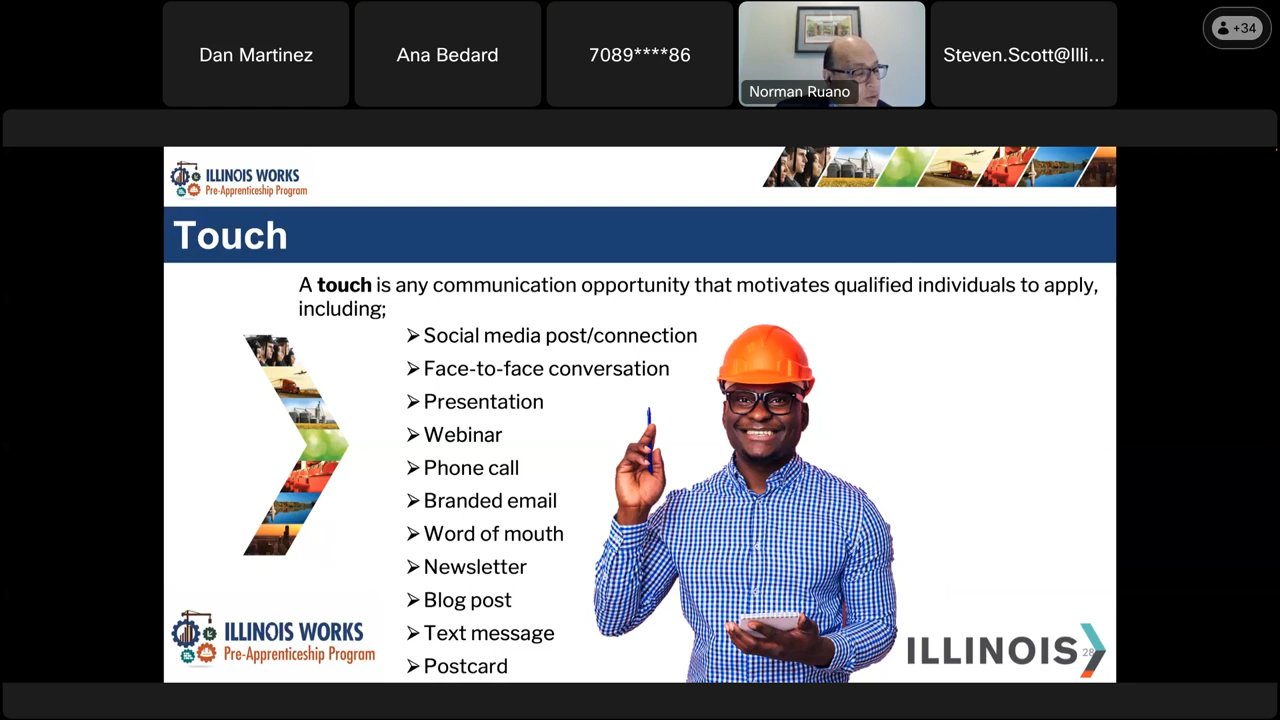 Dan Martinez
Ana Bedard
7089****86
Norman Ruano
Steven.Scott@Illi...
+34
ILLINOIS WORKS
Pre-Apprenticeship Program
Touch
A touch is any communication opportunity that motivates qualified individuals to apply,
including;
➢Social media post/connection
➢Face-to-face conversation
➢Presentation
➢Webinar
➢Phone call
➢Branded email
➢Word of mouth
➢Newsletter
➢Blog post
➢Text message
➢Postcard
ILLINOIS WORKS
Pre-Apprenticeship Program
ILLINOIS
28